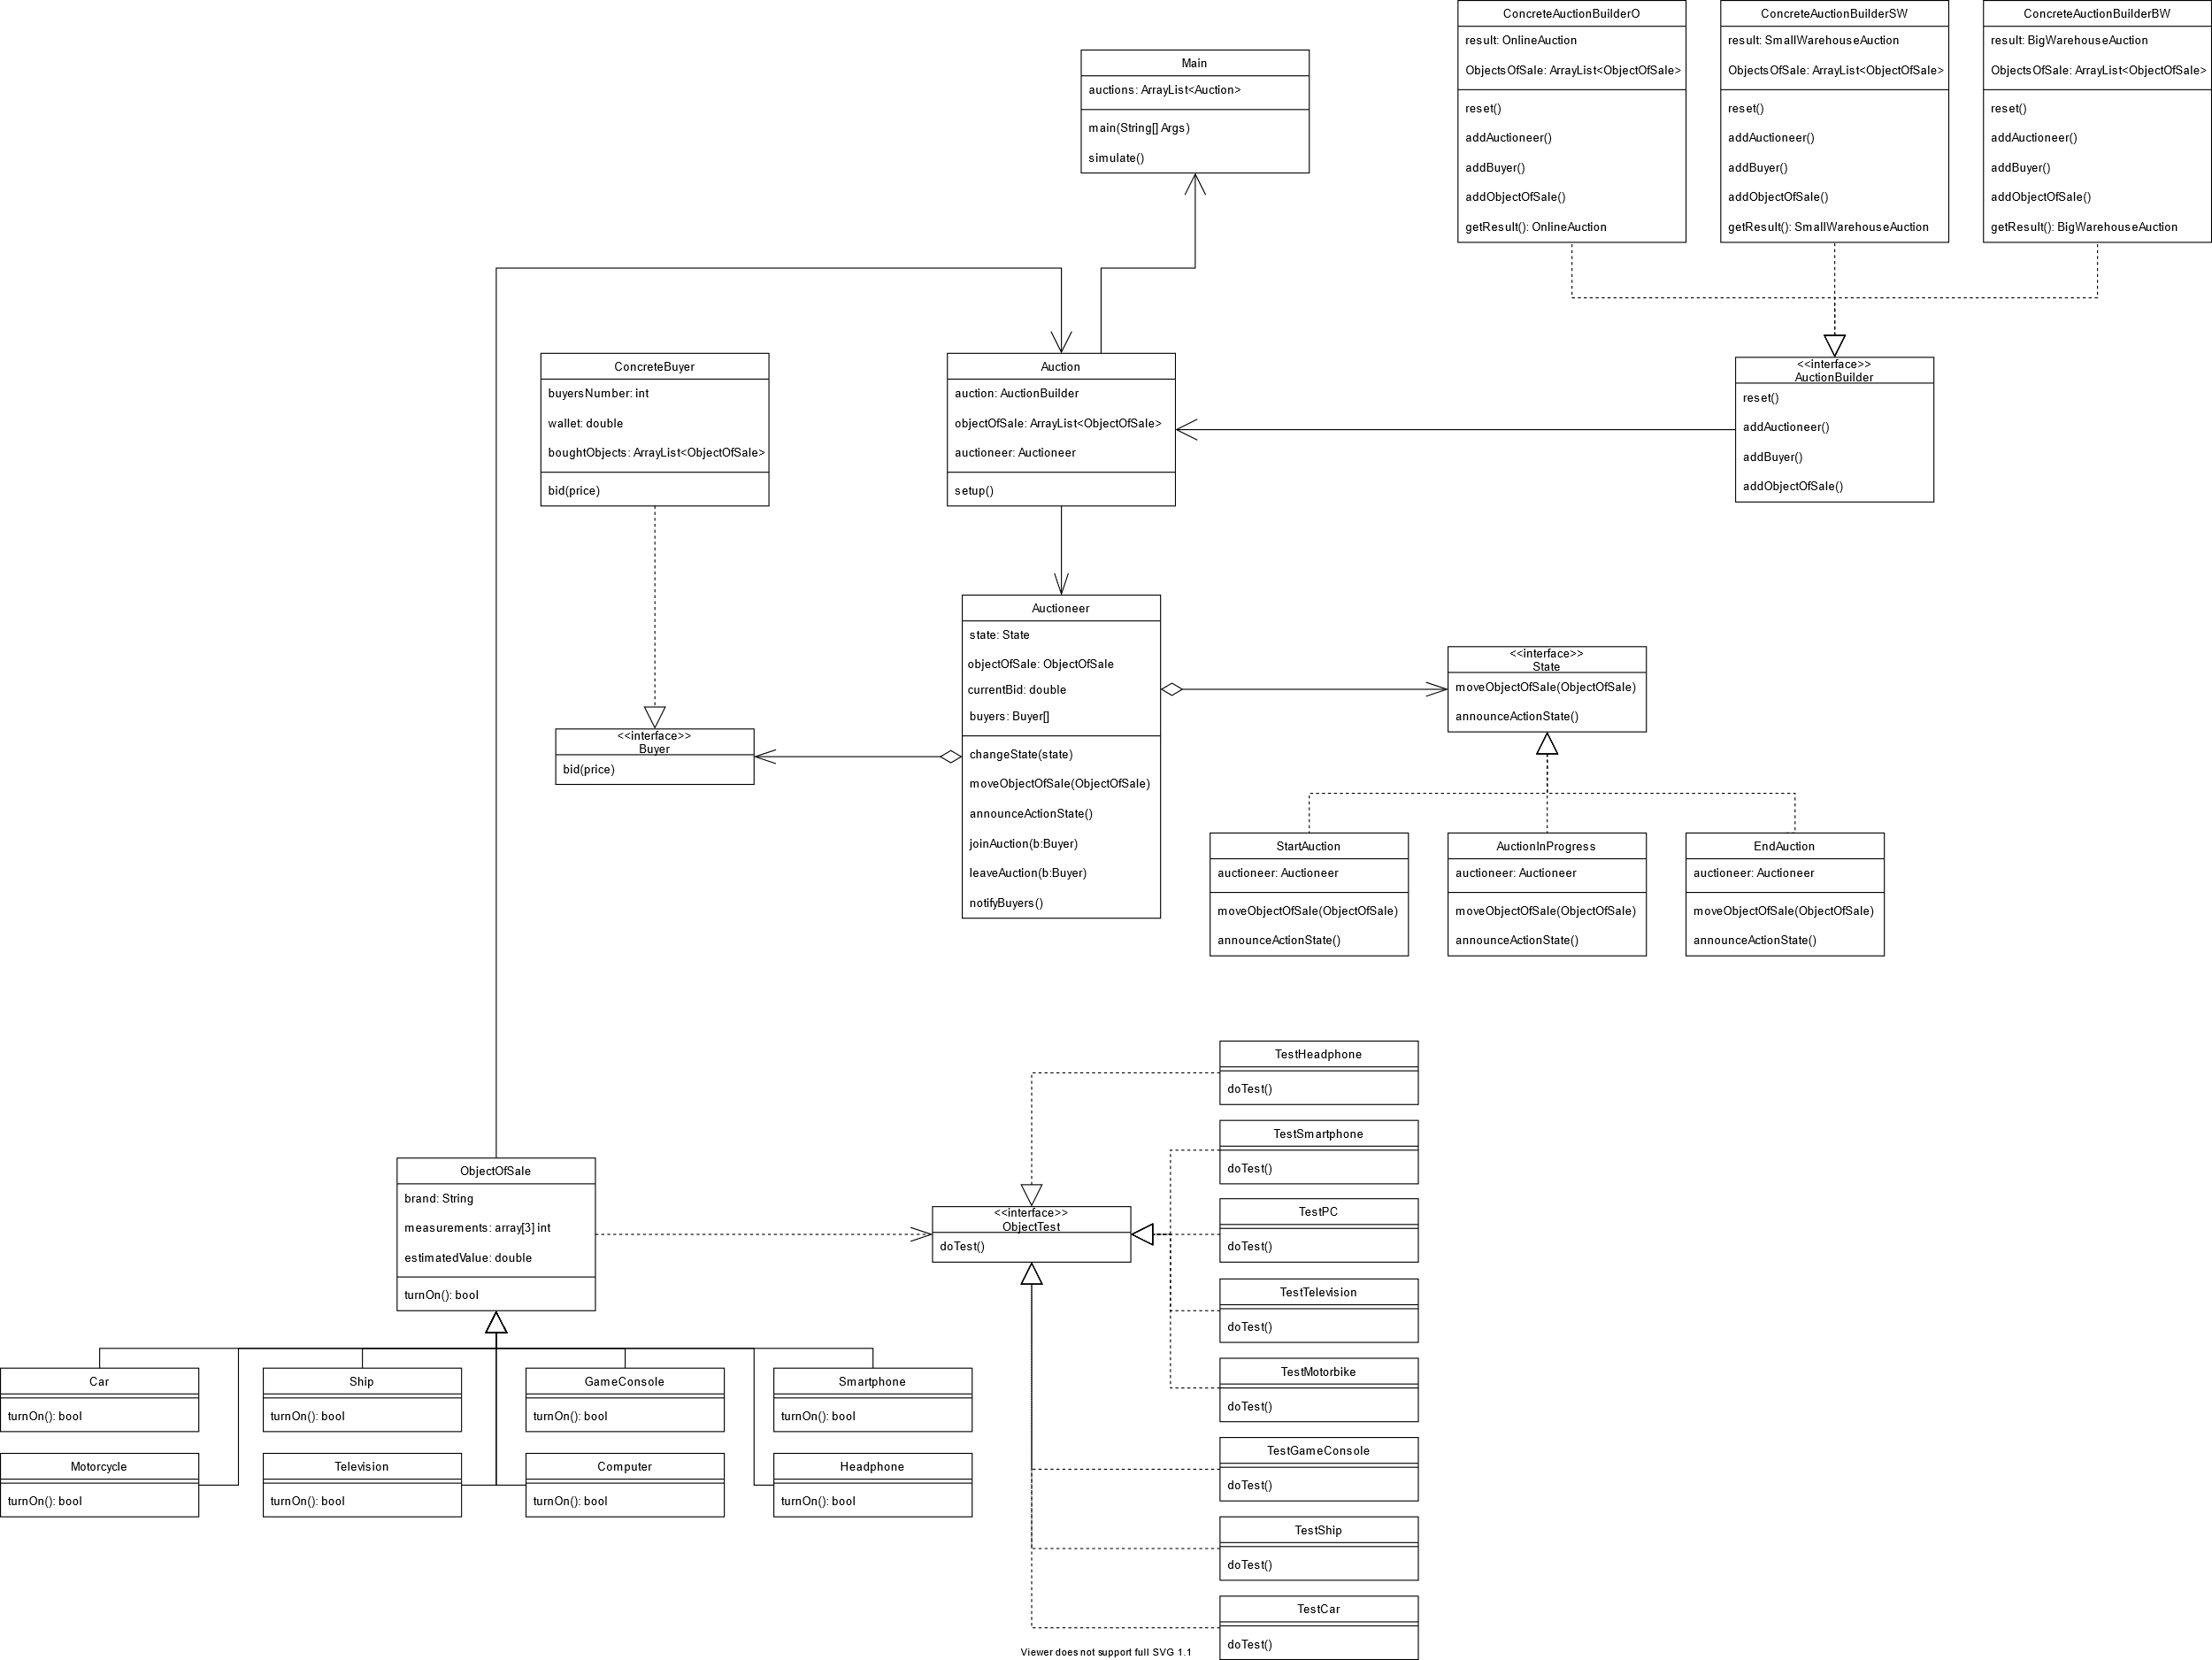 ConcreteAuctionBuilderO
result: OnlineAuction
ObjectsOfSale: ArrayList<ObjectOfSale>
reset()
addAuctioneer()
addBuyer()
addObjectOfSale()
getResult(): OnlineAuction
ConcreteAuctionBuilderSW
result: SmallWarehouseAuction
ObjectsOfSale: ArrayList<ObjectOfSale>
reset()
addAuctioneer()
addBuyer()
addObjectOfSale()
getResult(): SmallWarehouseAuction
ConcreteAuctionBuilderBW
result: BigWarehouseAuction
ObjectsOfSale: ArrayList<ObjectOfSale>
reset()
addAuctioneer()
addBuyer()
addObjectOfSale()
getResult(): BigWarehouseAuction
Main
auctions: ArrayList<Auction>
main(String[] Args)
simulate()
ConcreteBuyer
buyersNumber: int
wallet: double
boughtObjects: ArrayList<ObjectOfSale>
bid(price)
Auction
auction: AuctionBuilder
objectOfSale: ArrayList<ObjectOfSale>
auctioneer: Auctioneer
setup()
<<interface>>
AuctionBuilder
reset()
addAuctioneer()
addBuyer()
addObjectOfSale()
Auctioneer
state: State
objectOfSale: ObjectOfSale
currentBid: double
buyers: Buyer[]
changeState(state)
moveObjectOfSale(ObjectOfSale)
announceActionState()
joinAuction(b:Buyer)
leaveAuction(b:Buyer)
notifyBuyers()
<<interface>>
State
moveObjectOfSale(ObjectOfSale)
announceActionState()
<<interface>>
Buyer
bid(price)
StartAuction
auctioneer: Auctioneer
moveObjectOfSale(ObjectOfSale)
announceActionState()
AuctionInProgress
auctioneer: Auctioneer
moveObjectOfSale(ObjectOfSale)
announceActionState()
EndAuction
auctioneer: Auctioneer
moveObjectOfSale(ObjectOfSale)
announceActionState()
TestHeadphone
doTest()
TestSmartphone
doTest()
TestPC
doTest()
TestTelevision
doTest()
TestMotorbike
doTest()
TestGameConsole
doTest()
TestShip
doTest()
TestCar
doTest()
ObjectOfSale
brand: String
measurements: array[3] int
estimatedValue: double
turnOn(): bool
<<interface>>
ObjectTest
doTest()
Car
turnOn(): bool
Ship
turnOn(): bool
GameConsole
turnOn(): bool
Smartphone
turnOn(): bool
Motorcycle
turnOn(): bool
Television
turnOn(): bool
Computer
turnOn(): bool
Headphone
turnOn(): bool
Viewer does not support full SVG 1.1